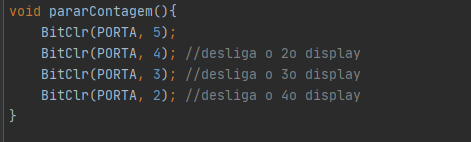 void pararContagem(){
    BitClr(PORTA, 5);
    BitClr(PORTA, 4); //desliga o 2o display
    BitClr(PORTA, 3); //desliga o 3o display
    BitClr(PORTA, 2); //desliga o 4o display
}